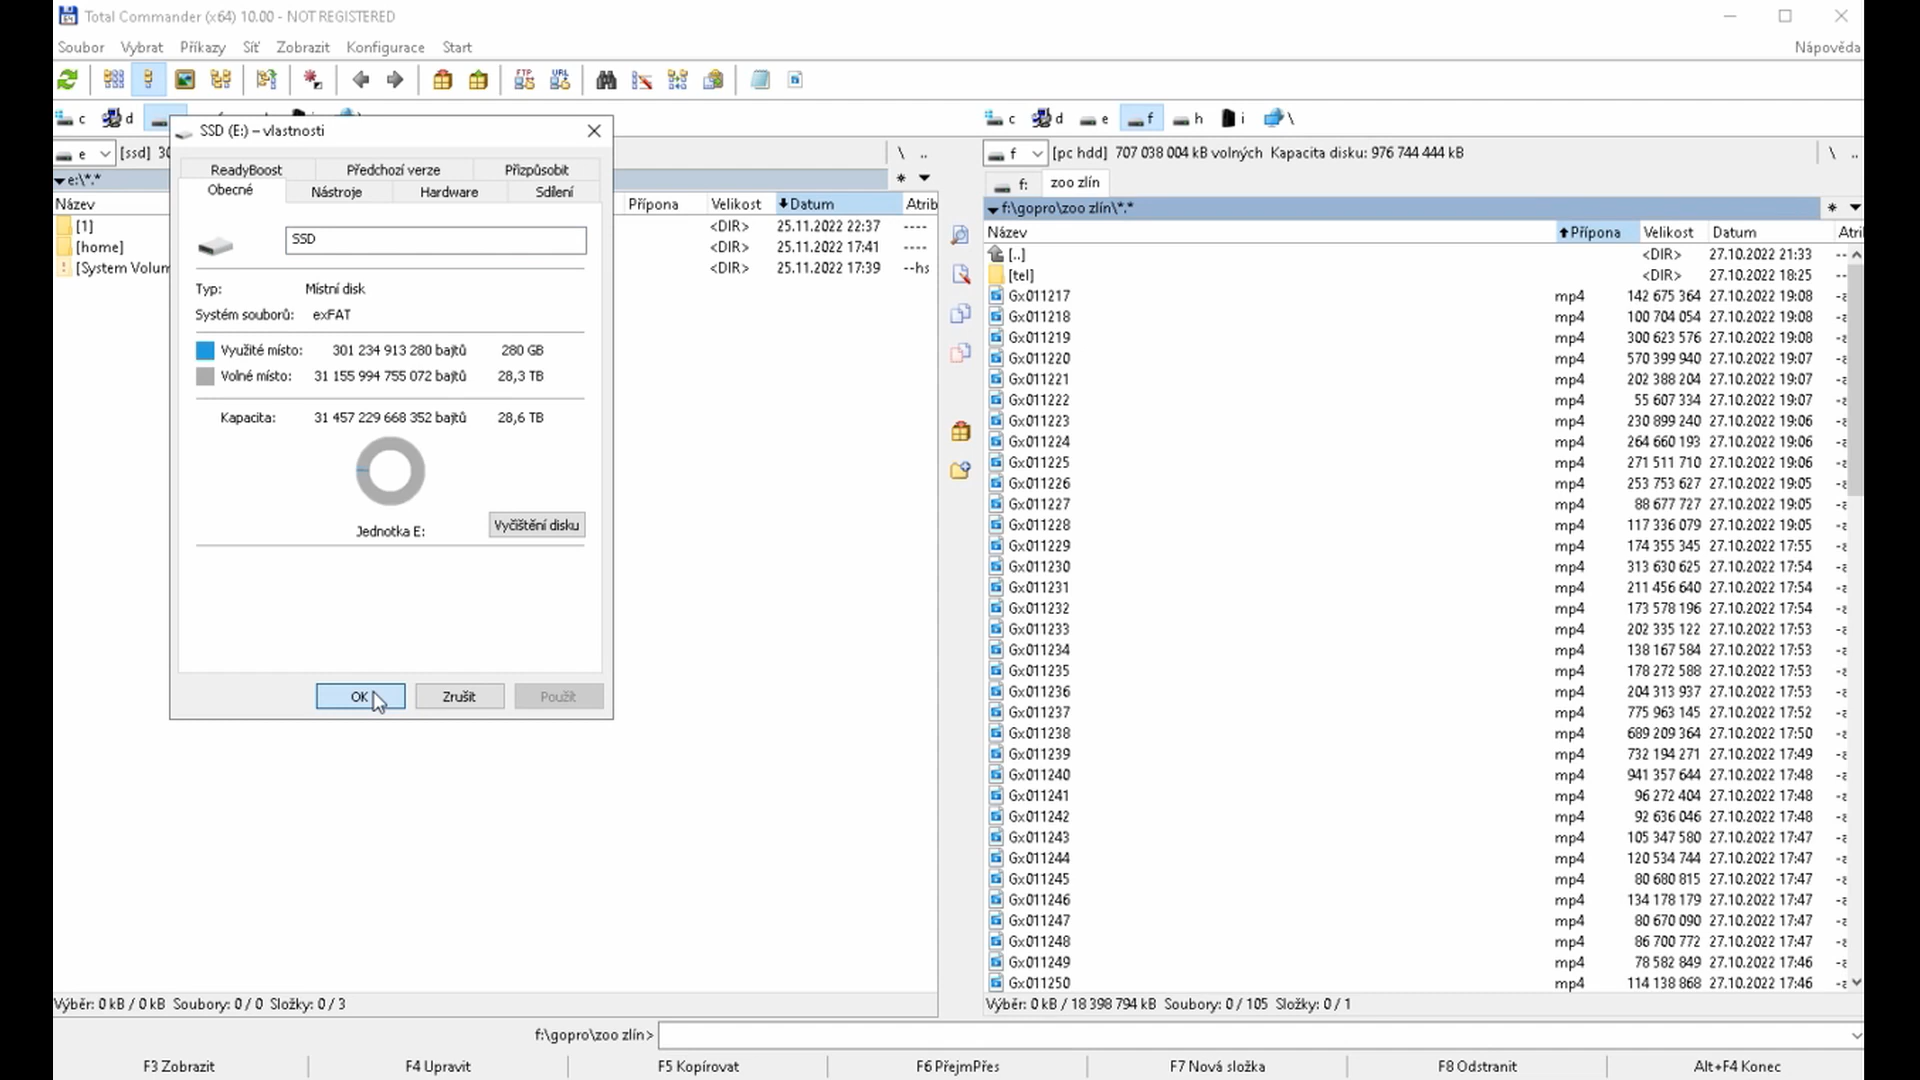 Total Commander (x64) 10.00 - NOT REGISTERED
Soubor Vybrat Příkazy Síť Zobrazit Konfigurace Start Nápověda
FTP URL
c d
c d e f h i \
SSD (E:) – vlastnosti
ReadyBoost Předchozí verze Přizpůsobit
Obecné Nástroje Hardware Sdílení
SSD
Typ: Místní disk
Systém souborů: exFAT
Využité místo: 301 234 913 280 bajtů 280 GB
Volné místo: 31 155 994 755 072 bajtů 28,3 TB
Kapacita: 31 457 229 668 352 bajtů 28,6 TB
Jednotka E:
Vyčištění disku
OK Zrušit Použít
e [ssd] 30 \ ..
e:\*.* *
Název Přípona Velikost Datum Atrib
[1] <DIR> 25.11.2022 22:37 ----
[home] <DIR> 25.11.2022 17:41 ----
[System Volum <DIR> 25.11.2022 17:39 --hs
Výběr: 0 kB / 0 kB Soubory: 0 / 0 Složky: 0 / 3
f [pc hdd] 707 038 004 kB volných Kapacita disku: 976 744 444 kB \ ..
f: zoo zlín
f:\gopro\zoo zlín\*.* *
Název Přípona Velikost Datum Atri
[..] <DIR> 27.10.2022 21:33 --
[tel] <DIR> 27.10.2022 18:25 --
Gx011217 mp4 142 675 364 27.10.2022 19:08 -a
Gx011218 mp4 100 704 054 27.10.2022 19:08 -a
Gx011219 mp4 300 623 576 27.10.2022 19:08 -a
Gx011220 mp4 570 399 940 27.10.2022 19:07 -a
Gx011221 mp4 202 388 204 27.10.2022 19:07 -a
Gx011222 mp4 55 607 334 27.10.2022 19:07 -a
Gx011223 mp4 230 899 240 27.10.2022 19:06 -a
Gx011224 mp4 264 660 193 27.10.2022 19:06 -a
Gx011225 mp4 271 511 710 27.10.2022 19:06 -a
Gx011226 mp4 253 753 627 27.10.2022 19:05 -a
Gx011227 mp4 88 677 727 27.10.2022 19:05 -a
Gx011228 mp4 117 336 079 27.10.2022 19:05 -a
Gx011229 mp4 174 355 345 27.10.2022 17:55 -a
Gx011230 mp4 313 630 625 27.10.2022 17:54 -a
Gx011231 mp4 211 456 640 27.10.2022 17:54 -a
Gx011232 mp4 173 578 196 27.10.2022 17:54 -a
Gx011233 mp4 202 335 122 27.10.2022 17:53 -a
Gx011234 mp4 138 167 584 27.10.2022 17:53 -a
Gx011235 mp4 178 272 588 27.10.2022 17:53 -a
Gx011236 mp4 204 313 937 27.10.2022 17:53 -a
Gx011237 mp4 775 963 145 27.10.2022 17:52 -a
Gx011238 mp4 689 209 364 27.10.2022 17:50 -a
Gx011239 mp4 732 194 271 27.10.2022 17:49 -a
Gx011240 mp4 941 357 644 27.10.2022 17:48 -a
Gx011241 mp4 96 272 404 27.10.2022 17:48 -a
Gx011242 mp4 92 636 046 27.10.2022 17:48 -a
Gx011243 mp4 105 347 580 27.10.2022 17:47 -a
Gx011244 mp4 120 534 744 27.10.2022 17:47 -a
Gx011245 mp4 80 680 815 27.10.2022 17:47 -a
Gx011246 mp4 134 178 179 27.10.2022 17:47 -a
Gx011247 mp4 80 670 090 27.10.2022 17:47 -a
Gx011248 mp4 86 700 772 27.10.2022 17:47 -a
Gx011249 mp4 78 582 849 27.10.2022 17:46 -a
Gx011250 mp4 114 138 868 27.10.2022 17:46 -a
Výběr: 0 kB / 18 398 794 kB Soubory: 0 / 105 Složky: 0 / 1
f:\gopro\zoo zlín>
F3 Zobrazit F4 Upravit F5 Kopírovat F6 PřejmPřes F7 Nová složka F8 Odstranit Alt+F4 Konec